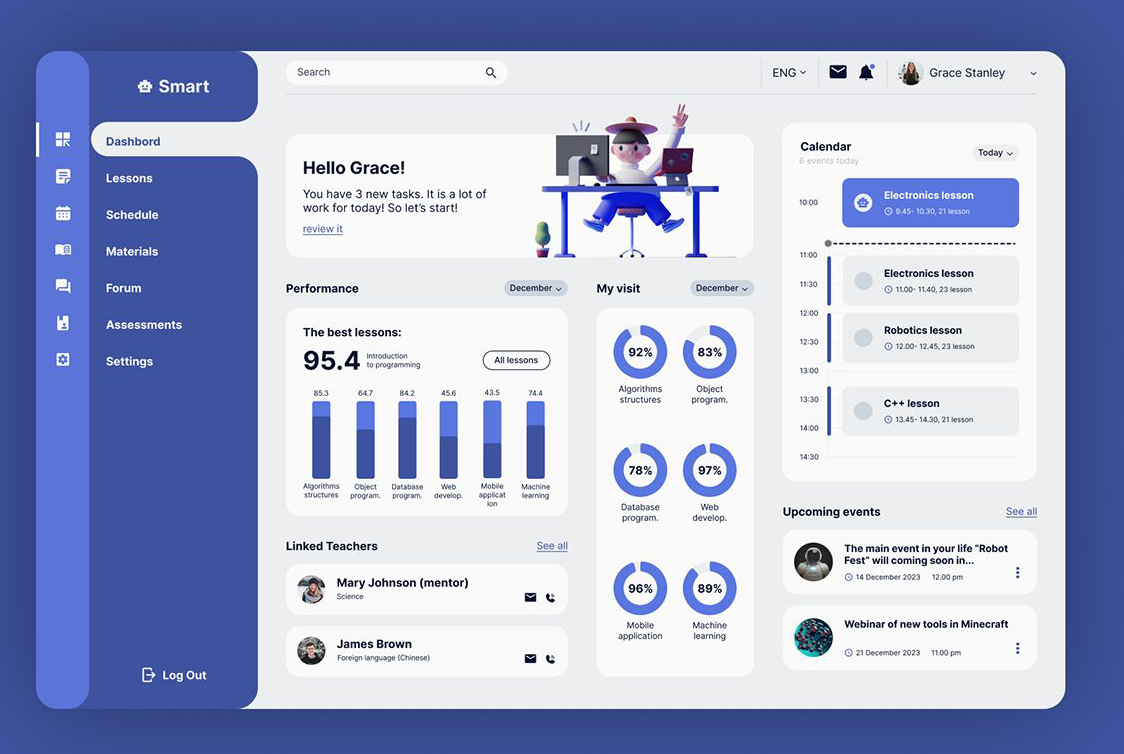 Smart
Dashbord
Lessons
Schedule
Materials
Forum
Assessments
Settings
Log Out
Search
ENG
Grace Stanley
Hello Grace!
You have 3 new tasks. It is a lot of
work for today! So let's start!
review it
Performance
December
The best lessons:
95.4
Introduction
to programming
All lessons
85.3
64.7
84.2
45.6
43.5
74.4
Algorithms
structures
Object
program.
Database
program.
Web
develop.
Mobile
applicat
ion
Machine
learning
Linked Teachers
See all
Mary Johnson (mentor)
Science
James Brown
Foreign language (Chinese)
My visit
December
92%
Algorithms
structures
83%
Object
program.
78%
Database
program.
97%
Web
develop.
96%
Mobile
application
89%
Machine
learning
Calendar
6 events today
Today
10:00
Electronics lesson
9.45- 10.30, 21 lesson
11:00
11:30
Electronics lesson
11.00- 11.40, 23 lesson
12:00
12:30
Robotics lesson
12.00- 12.45, 23 lesson
13:00
13:30
C++ lesson
13.45- 14.30, 21 lesson
14:00
14:30
Upcoming events
See all
The main event in your life "Robot
Fest" will coming soon in...
14 December 2023 12.00 pm
Webinar of new tools in Minecraft
21 December 2023 11.00 pm